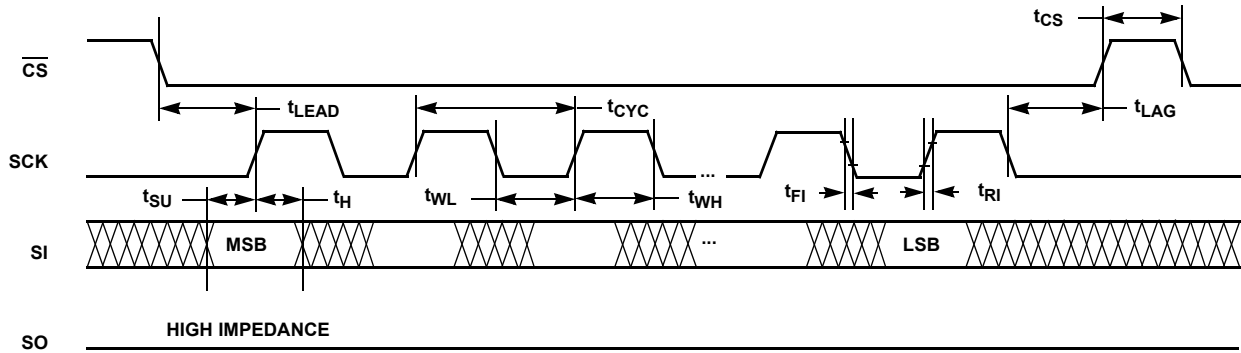 tCS
CS
tLEAD
tCYC
tLAG
SCK
...
tSU
tH
tWL
tWH
tFI
tRI
SI
MSB
...
LSB
HIGH IMPEDANCE
SO